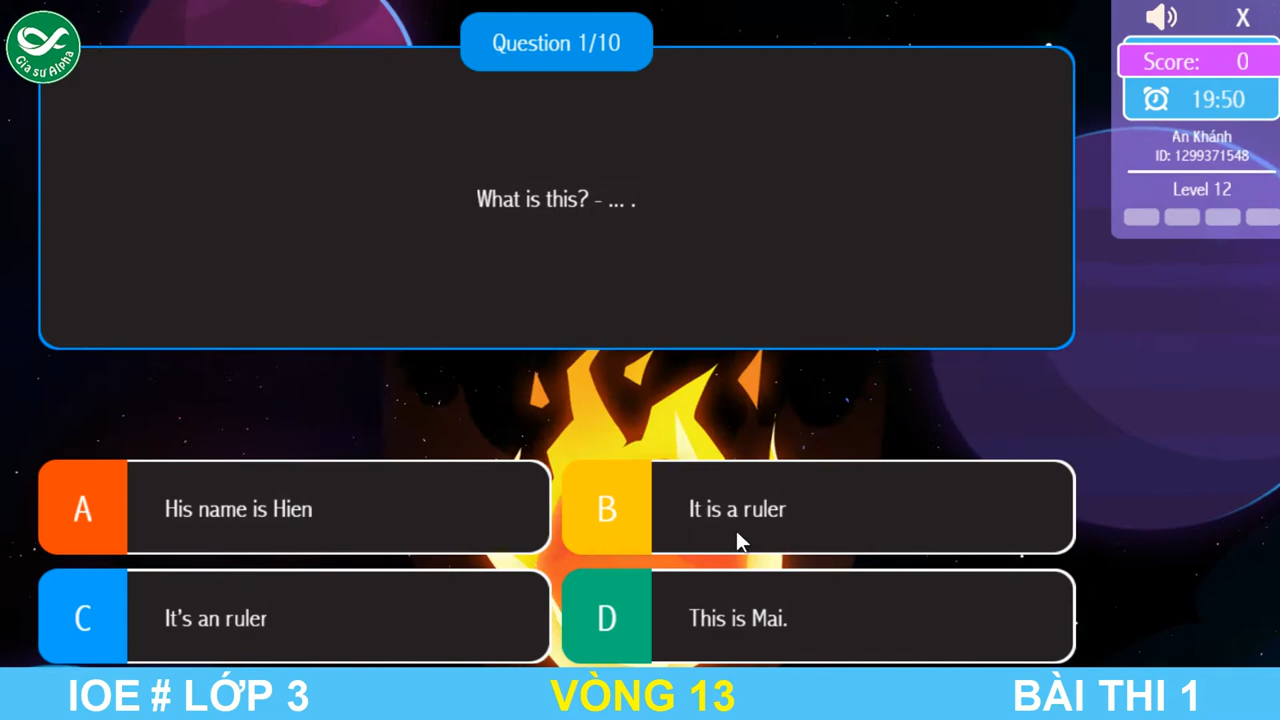 Gia sư Alpha
Question 1/10
X
Score: 0
19:50
An Khánh
ID: 1299371548
Level 12
What is this? - ... .
A His name is Hien
B It is a ruler
C It's an ruler
D This is Mai.
IOE # LỚP 3 VÒNG 13 BÀI THI 1